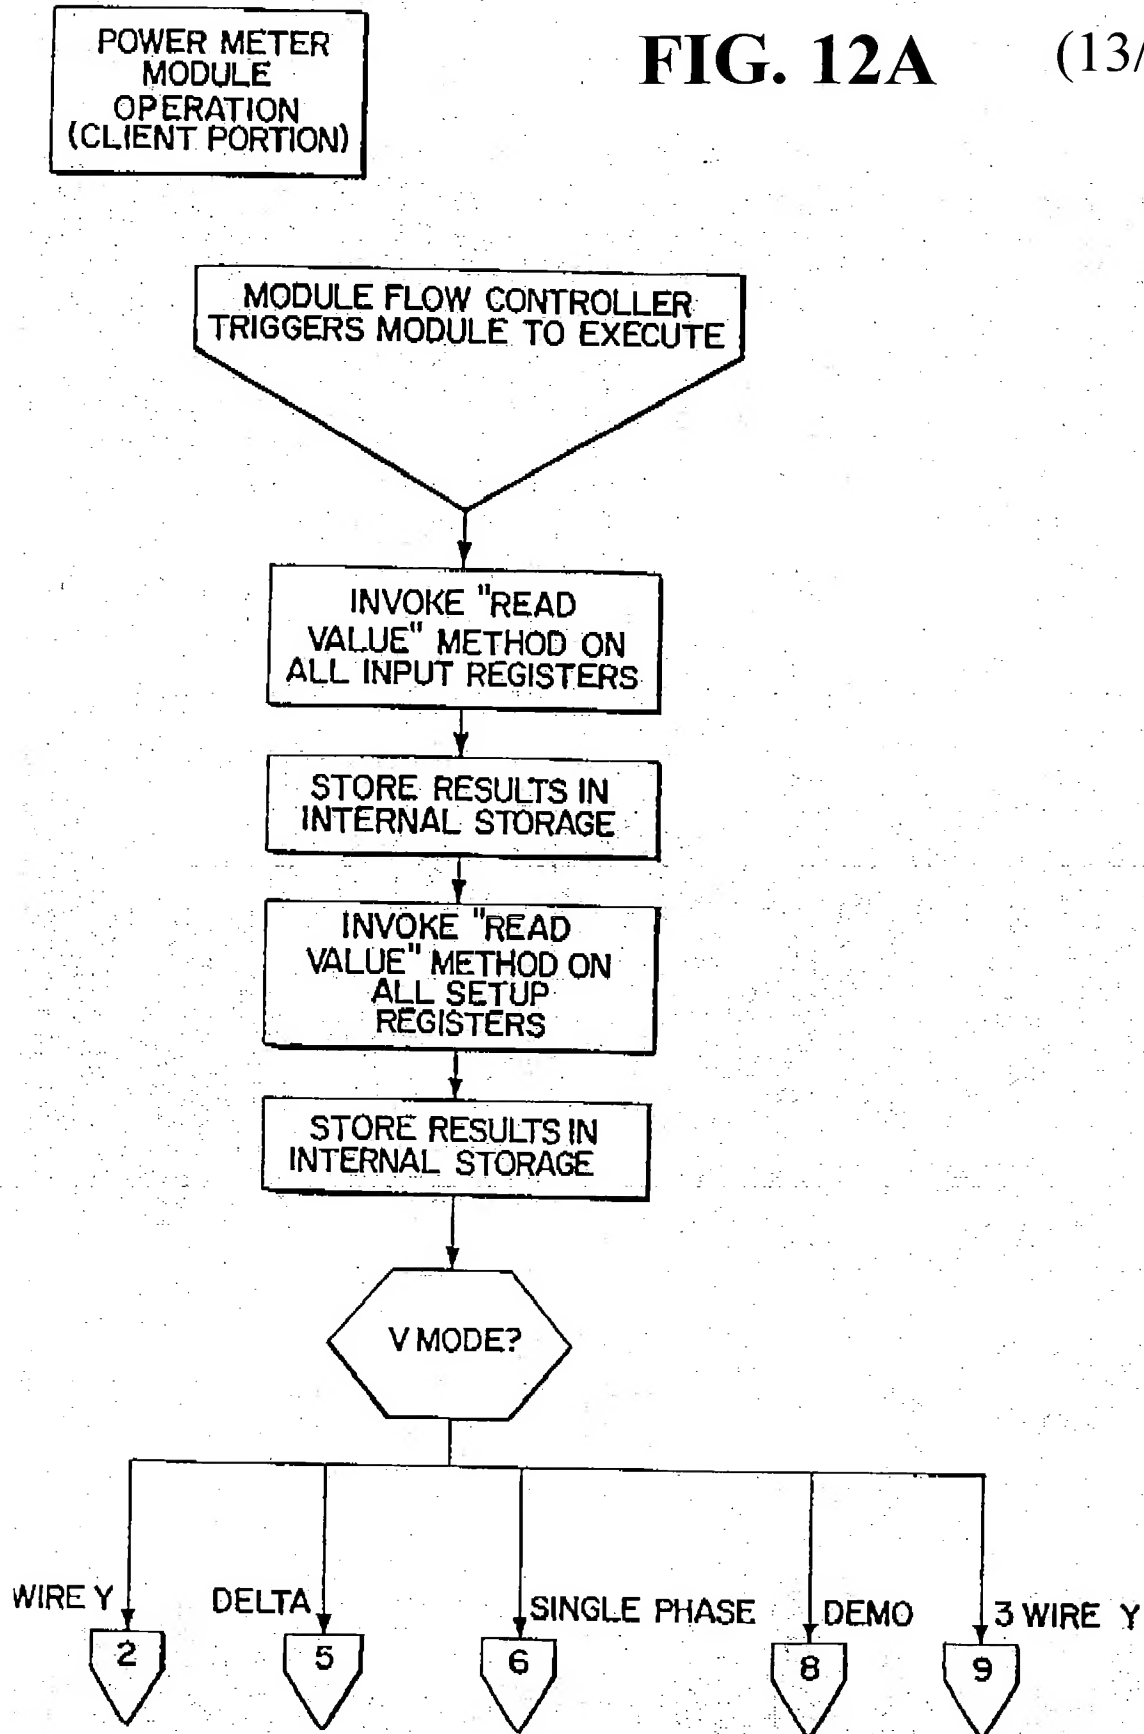 POWER METER
MODULE
OPERATION
(CLIENT PORTION)
FIG. 12A
(13/
MODULE FLOW CONTROLLER
TRIGGERS MODULE TO EXECUTE
INVOKE "READ
VALUE" METHOD ON
ALL INPUT REGISTERS
STORE RESULTS IN
INTERNAL STORAGE
INVOKE "READ
VALUE" METHOD ON
ALL SETUP
REGISTERS
STORE RESULTS IN
INTERNAL STORAGE
V MODE?
WIRE Y
DELTA
SINGLE PHASE
DEMO
3 WIRE Y
2
5
6
8
9